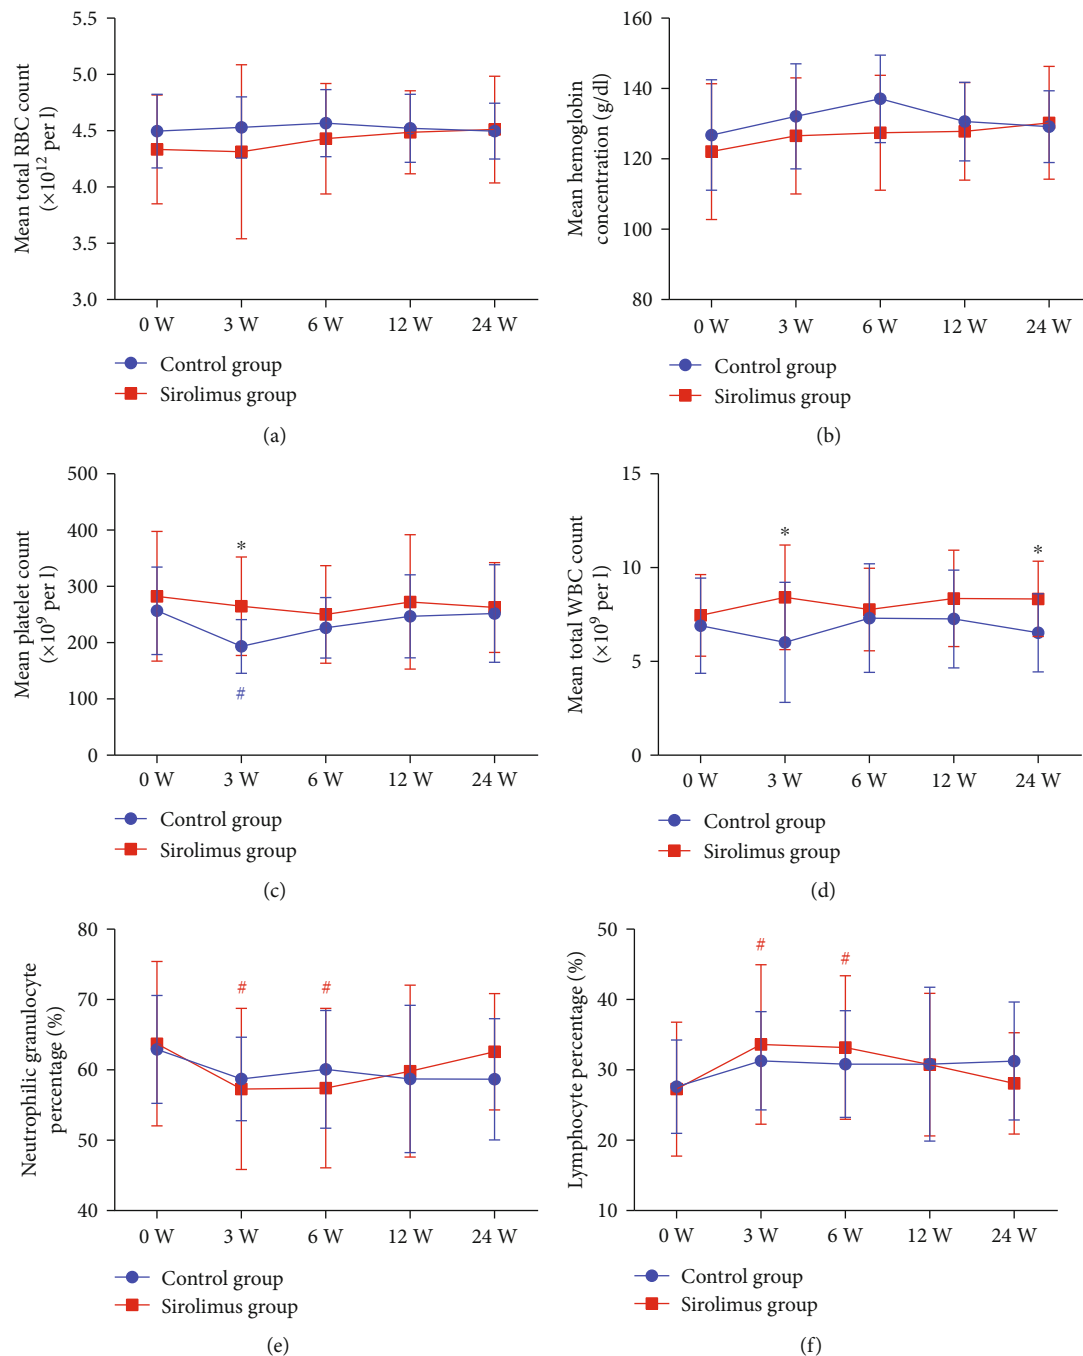 Mean total RBC count
(×10¹² per l)
5.5
5.0
4.5
4.0
3.5
3.0
0 W 3 W 6 W 12 W 24 W
Control group
Sirolimus group
(a)
Mean hemoglobin
concentration (g/dl)
160
140
120
100
80
0 W 3 W 6 W 12 W 24 W
Control group
Sirolimus group
(b)
Mean platelet count
(×10⁹ per l)
500
400
300
200
100
0
*
#
0 W 3 W 6 W 12 W 24 W
Control group
Sirolimus group
(c)
Mean total WBC count
(×10⁹ per l)
15
10
5
0
* *
0 W 3 W 6 W 12 W 24 W
Control group
Sirolimus group
(d)
Neutrophilic granulocyte
percentage (%)
80
70
60
50
40
# #
0 W 3 W 6 W 12 W 24 W
Control group
Sirolimus group
(e)
Lymphocyte percentage (%)
50
40
30
20
10
# #
0 W 3 W 6 W 12 W 24 W
Control group
Sirolimus group
(f)